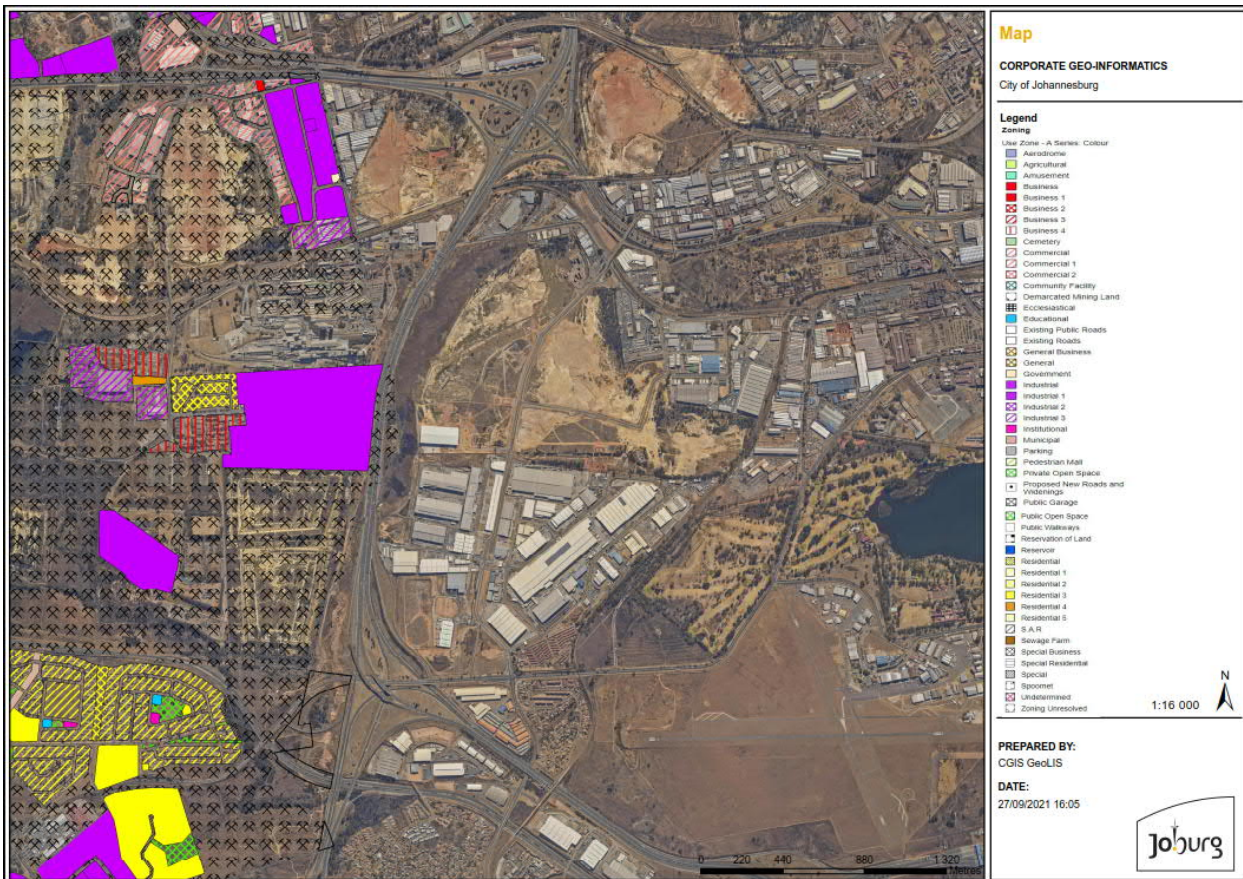 Map
CORPORATE GEO-INFORMATICS
City of Johannesburg
Legend
Zoning
Use Zone - A Series: Colour
Aerodrome
Agricultural
Amusement
Business
Business 1
Business 2
Business 3
Business 4
Cemetery
Commercial
Commercial 1
Commercial 2
Community Facility
Demarcated Mining Land
Ecclesiastical
Educational
Existing Public Roads
Existing Roads
General Business
General
Government
Industrial
Industrial 1
Industrial 2
Industrial 3
Institutional
Municipal
Parking
Pedestrian Mall
Private Open Space
Proposed New Roads and
Widenings
Public Garage
Public Open Space
Public Walkways
Reservation of Land
Reservoir
Residential
Residential 1
Residential 2
Residential 3
Residential 4
Residential 5
S.A.R
Sewage Farm
Special Business
Special Residential
Special
Spoornet
Undetermined
Zoning Unresolved
N
1:16 000
PREPARED BY:
CGIS GeoLIS
DATE:
27/09/2021 16:05
Joburg
0 220 440 880 1 320
Metres